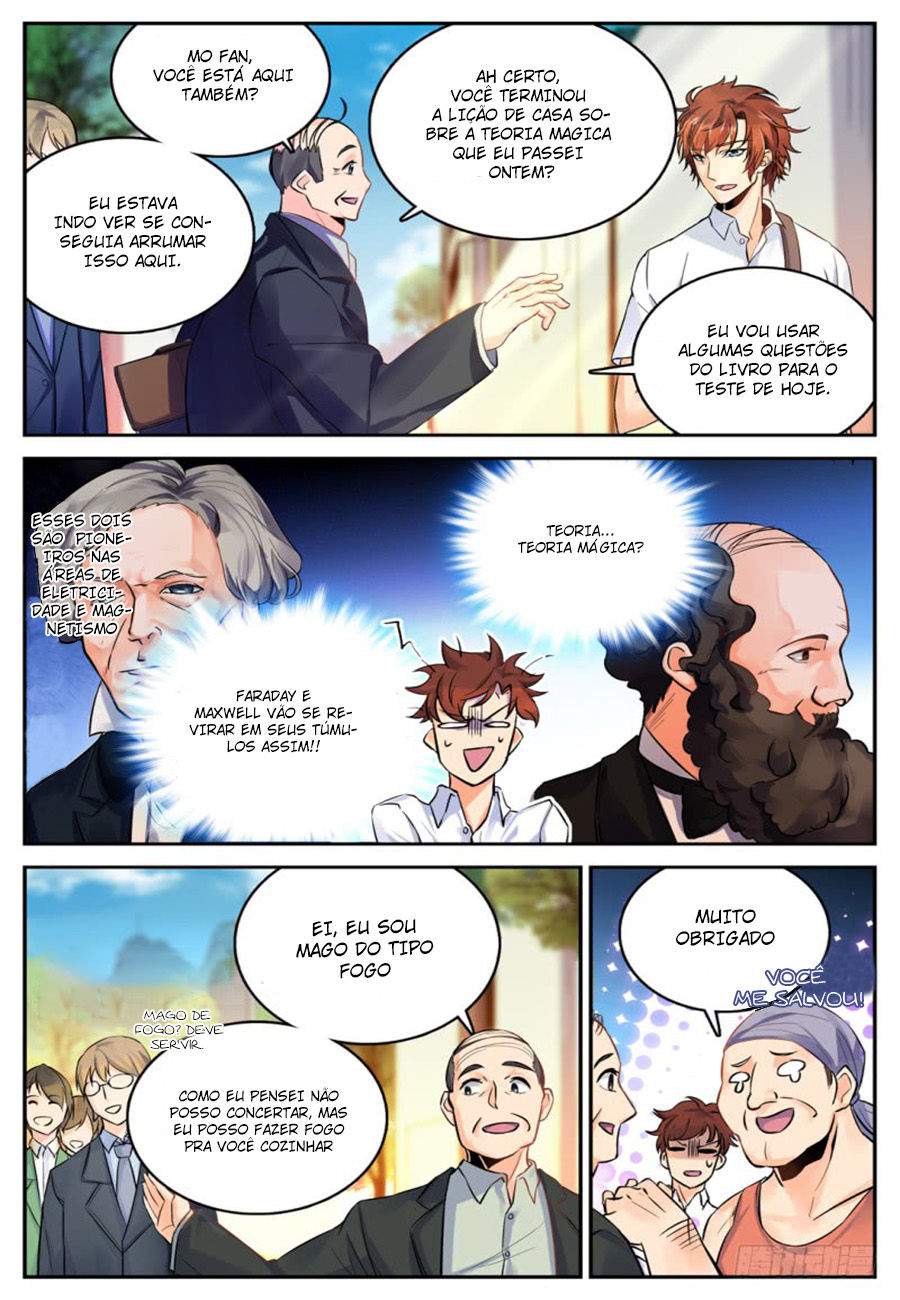 MO FAN,
VOCÊ ESTÁ AQUI
TAMBÉM?
EU ESTAVA
INDO VER SE CON-
SEGUIA ARRUMAR
ISSO AQUI.
AH CERTO,
VOCÊ TERMINOU
A LIÇÃO DE CASA SO-
BRE A TEORIA MAGICA
QUE EU PASSEI
ONTEM?
EU VOU USAR
ALGUMAS QUESTÕES
DO LIVRO PARA O
TESTE DE HOJE.
ESSES DOIS
SÃO PIONE-
IROS NAS
ÁREAS DE
ELETRICI-
DADE E MAG-
NETISMO
TEORIA...
TEORIA MÁGICA?
FARADAY E
MAXWELL VÃO SE RE-
VIRAR EM SEUS TÚMU-
LOS ASSIM!!
EI, EU SOU
MAGO DO TIPO
FOGO
MAGO DE
FOGO? DEVE
SERVIR.
COMO EU PENSEI NÃO
POSSO CONCERTAR, MAS
EU POSSO FAZER FOGO
PRA VOCÊ COZINHAR
MUITO
OBRIGADO
VOCÊ
ME SALVOU!